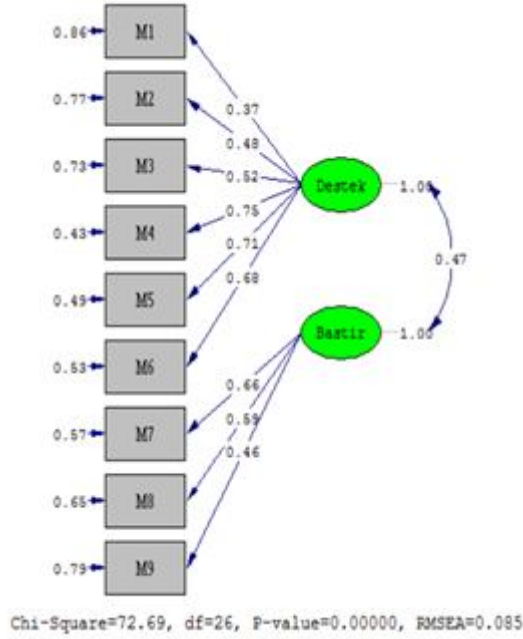 0.86 M1
0.37
0.77 M2
0.48
0.73 M3
0.52
Destek 1.00
0.43 M4
0.75
0.49 M5
0.71
0.47
0.53 M6
0.68
Bastir 1.00
0.57 M7
0.66
0.65 M8
0.59
0.46
0.79 M9
Chi-Square=72.69, df=26, P-value=0.00000, RMSEA=0.085